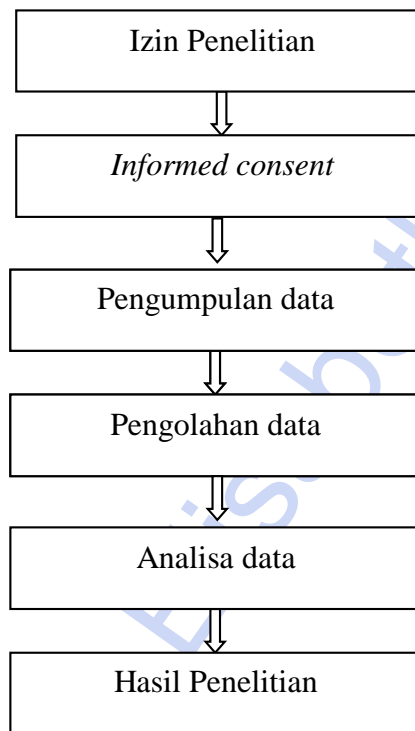 Izin Penelitian
Informed consent
Pengumpulan data
Pengolahan data
Analisa data
Hasil Penelitian